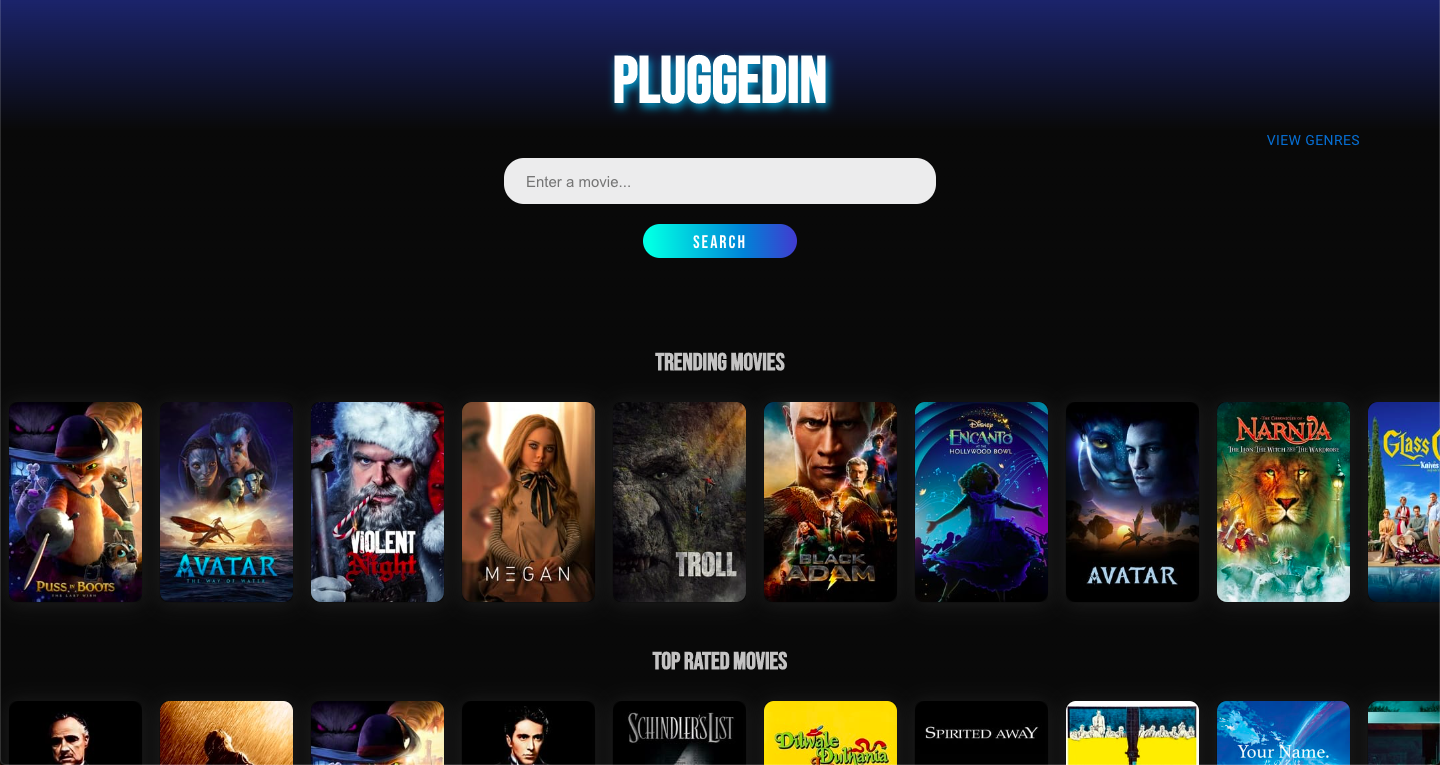 PLUGGEDIN
VIEW GENRES
Enter a movie...
SEARCH
TRENDING MOVIES
PUSS IN BOOTS
THE LAST WISH
AVATAR
THE WAY OF WATER
VIOLENT
Night
M3GAN
TROLL
BLACK
ADAM
Disney
ENCANTO
AT THE
HOLLYWOOD BOWL
AVATAR
THE CHRONICLES OF
NARNIA
THE LION, THE WITCH AND THE WARDROBE
Glass
Knives
TOP RATED MOVIES
SCHINDLER'S LIST
Dilwale
Dulhania
SPIRITED AWAY
Your Name.